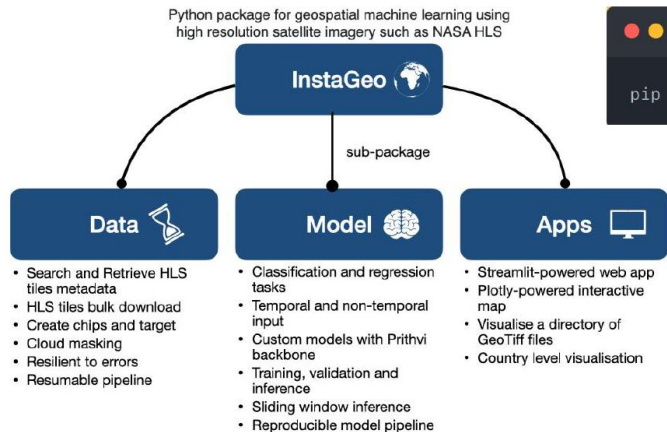 Python package for geospatial machine learning using
high resolution satellite imagery such as NASA HLS
InstaGeo
pip
sub-package
Data
• Search and Retrieve HLS
tiles metadata
• HLS tiles bulk download
• Create chips and target
• Cloud masking
• Resilient to errors
• Resumable pipeline
Model
• Classification and regression
tasks
• Temporal and non-temporal
input
• Custom models with Prithvi
backbone
• Training, validation and
inference
• Sliding window inference
• Reproducible model pipeline
Apps
• Streamlit-powered web app
• Plotly-powered interactive
map
• Visualise a directory of
GeoTiff files
• Country level visualisation